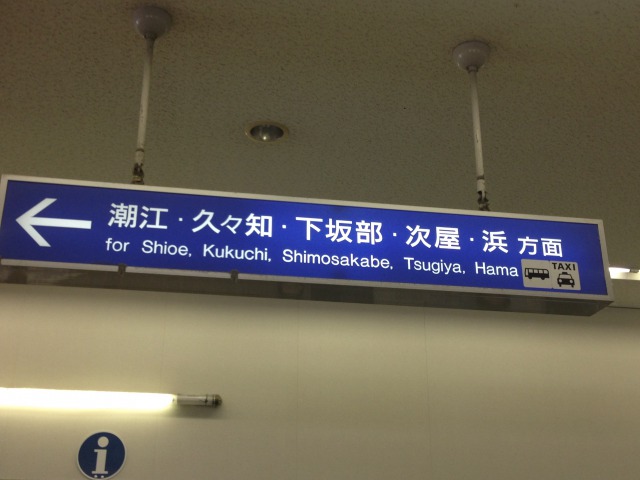 潮江・久々知・下坂部・次屋・浜 方面
for Shioe, Kukuchi, Shimosakabe, Tsugiya, Hama
TAXI
i